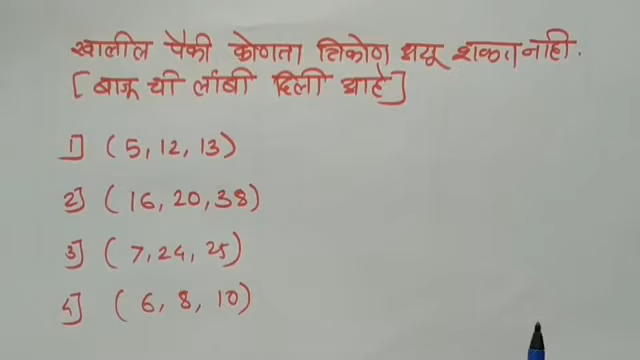 खालील पैकी कोणता त्रिकोण असू शकत नाही.
[ बाजू ची लांबी दिली आहे ]
1] (5, 12, 13)
2] (16, 20, 38)
3] (7, 24, 25)
4] (6, 8, 10)